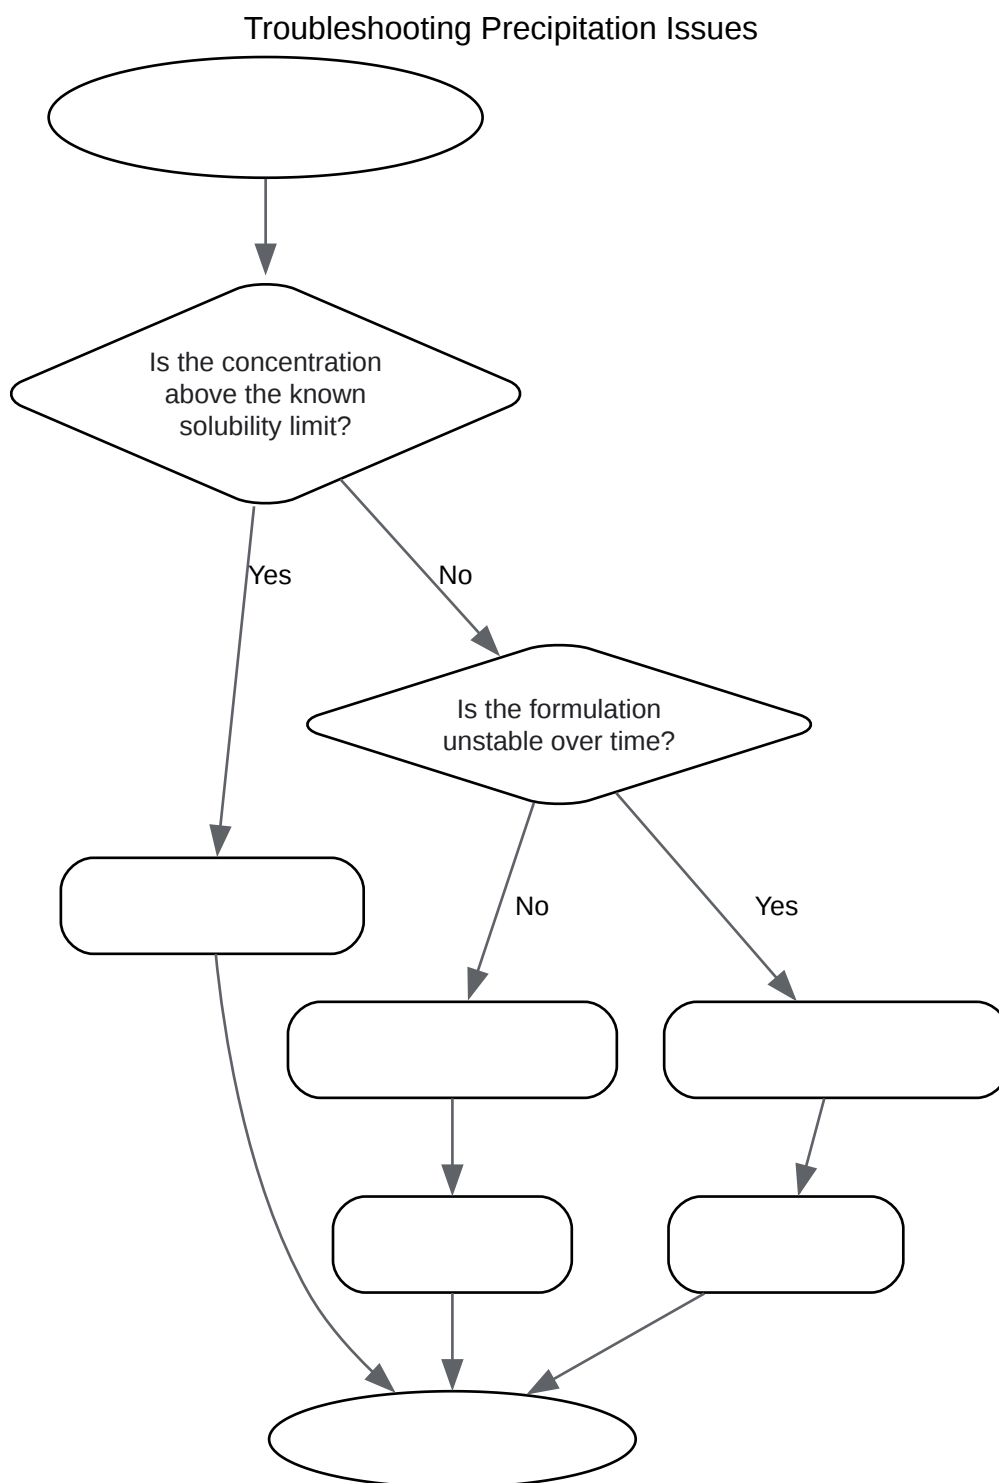 Troubleshooting Precipitation Issues
Is the concentration
above the known
solubility limit?
Yes
No
Is the formulation
unstable over time?
No
Yes